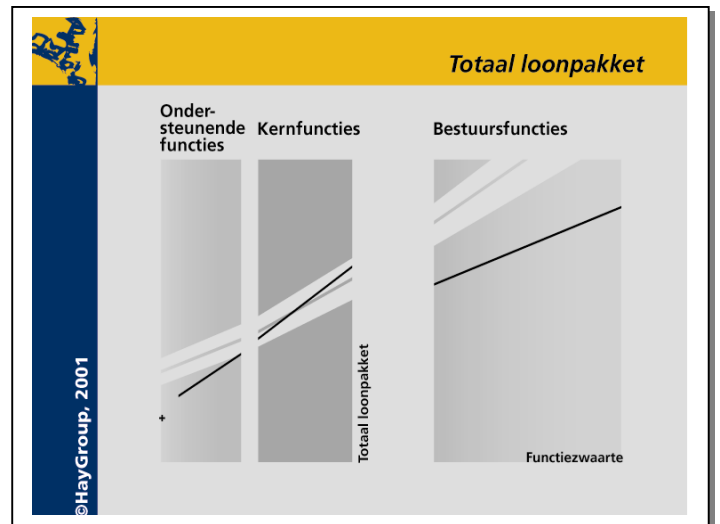 Totaal loonpakket
Onder-
steunende
functies
Kernfuncties
Bestuursfuncties
Totaal loonpakket
Functiezwaarte
©HayGroup, 2001